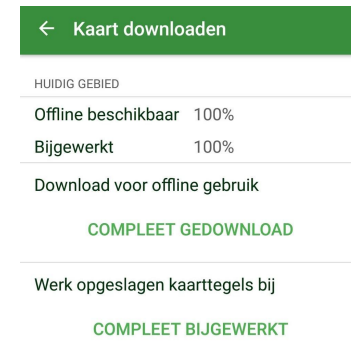 Kaart downloaden
HUIDIG GEBIED
Offline beschikbaar 100%
Bijgewerkt 100%
Download voor offline gebruik
COMPLEET GEDOWNLOAD
Werk opgeslagen kaarttegels bij
COMPLEET BIJGEWERKT